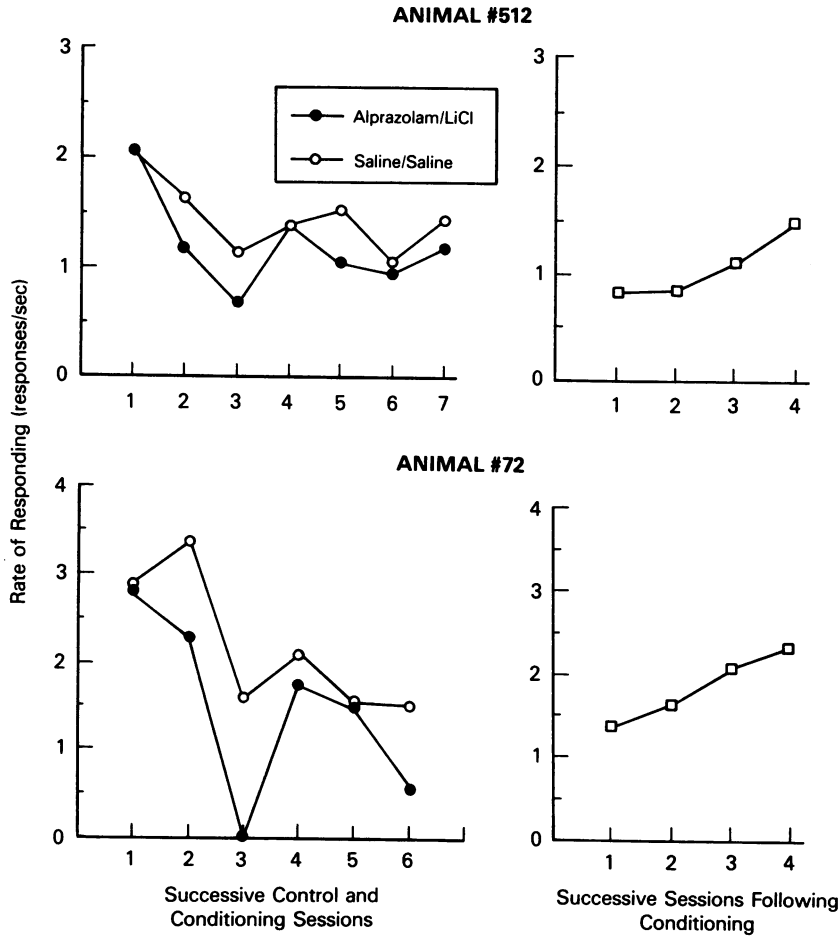 ANIMAL #512
3
2
1
0
1 2 3 4 5 6 7
Alprazolam/LiCl
Saline/Saline
3
2
1
0
1 2 3 4
Rate of Responding (responses/sec)
ANIMAL #72
4
3
2
1
0
1 2 3 4 5 6
Successive Control and
Conditioning Sessions
4
3
2
1
0
1 2 3 4
Successive Sessions Following
Conditioning